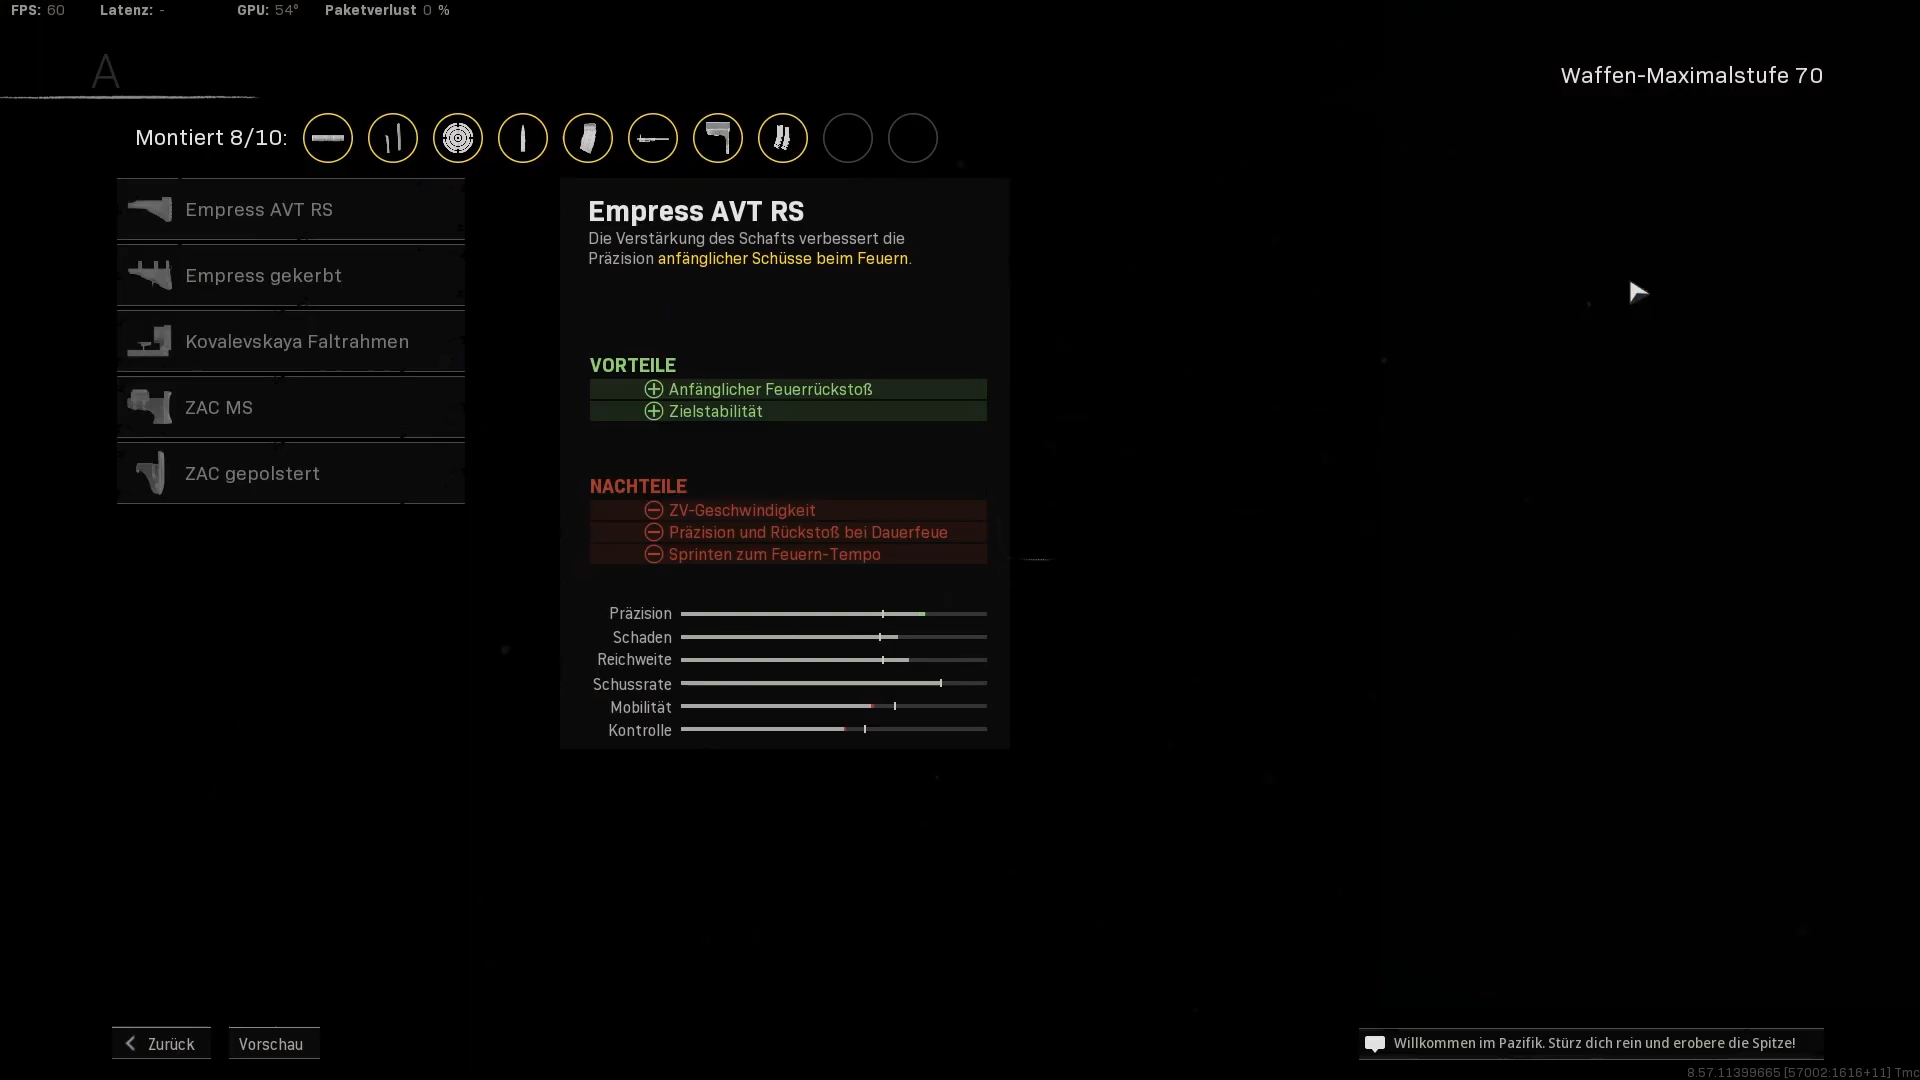 FPS: 60 Latenz: - GPU: 54° Paketverlust 0 %
A
Waffen-Maximalstufe 70
Montiert 8/10:
Empress AVT RS
Empress gekerbt
Kovalevskaya Faltrahmen
ZAC MS
ZAC gepolstert
Empress AVT RS
Die Verstärkung des Schafts verbessert die
Präzision anfänglicher Schüsse beim Feuern.
VORTEILE
Anfänglicher Feuerrückstoß
Zielstabilität
NACHTEILE
ZV-Geschwindigkeit
Präzision und Rückstoß bei Dauerfeue
Sprinten zum Feuern-Tempo
Präzision
Schaden
Reichweite
Schussrate
Mobilität
Kontrolle
Zurück
Vorschau
Willkommen im Pazifik. Stürz dich rein und erobere die Spitze!
8.57.11399665 [57002:1616+11] Tmc